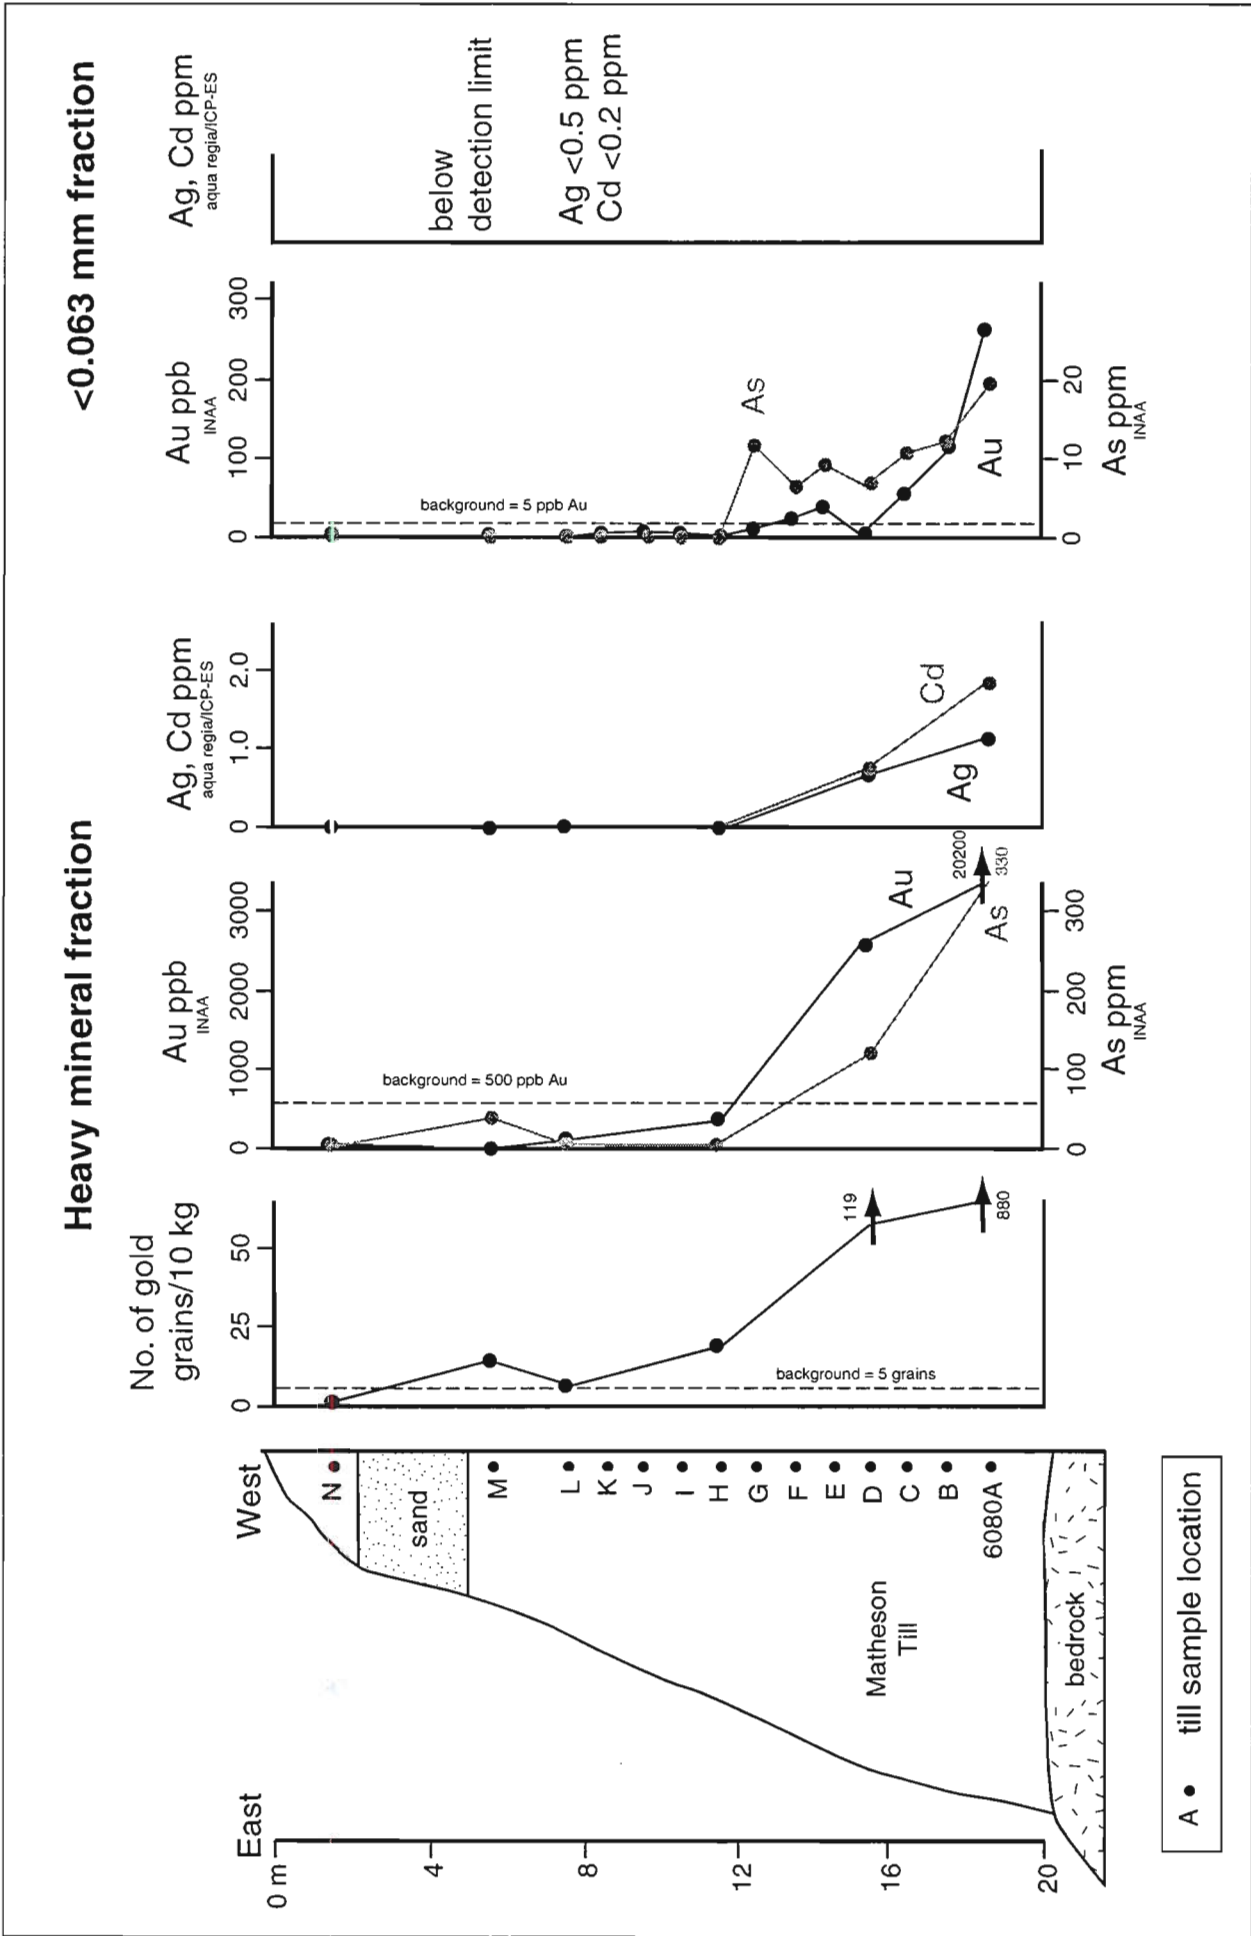 Heavy mineral fraction
<0.063 mm fraction
No. of gold
grains/10 kg
0
25
50
background = 5 grains
119
880
Au ppb
INAA
0
1000
2000
3000
background = 500 ppb Au
Au
As
20200
330
0
100
200
300
As ppm
INAA
Ag, Cd ppm
aqua regia/ICP-ES
0
1.0
2.0
Cd
Ag
Au ppb
INAA
0
100
200
300
background = 5 ppb Au
As
Au
0
10
20
As ppm
INAA
Ag, Cd ppm
aqua regia/ICP-ES
below
detection limit
Ag <0.5 ppm
Cd <0.2 ppm
East
West
0 m
4
8
12
16
20
N
sand
M
L
K
J
I
H
G
F
E
D
C
B
6080A
Matheson
Till
bedrock
A • till sample location